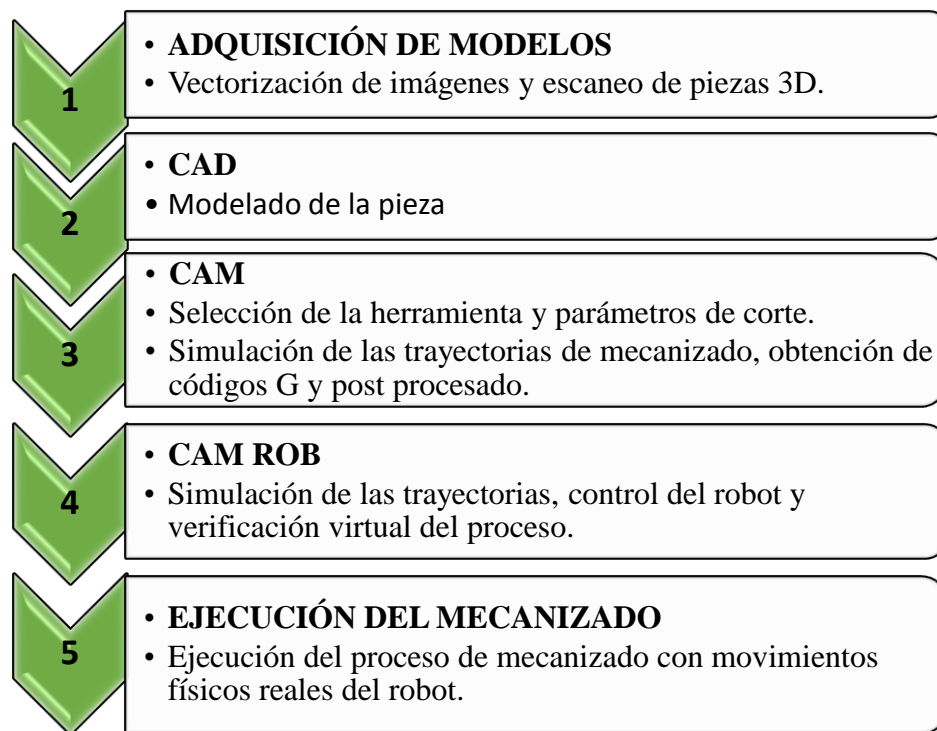 1
• ADQUISICIÓN DE MODELOS
• Vectorización de imágenes y escaneo de piezas 3D.
2
• CAD
• Modelado de la pieza
3
• CAM
• Selección de la herramienta y parámetros de corte.
• Simulación de las trayectorias de mecanizado, obtención de
códigos G y post procesado.
4
• CAM ROB
• Simulación de las trayectorias, control del robot y
verificación virtual del proceso.
5
• EJECUCIÓN DEL MECANIZADO
• Ejecución del proceso de mecanizado con movimientos
físicos reales del robot.